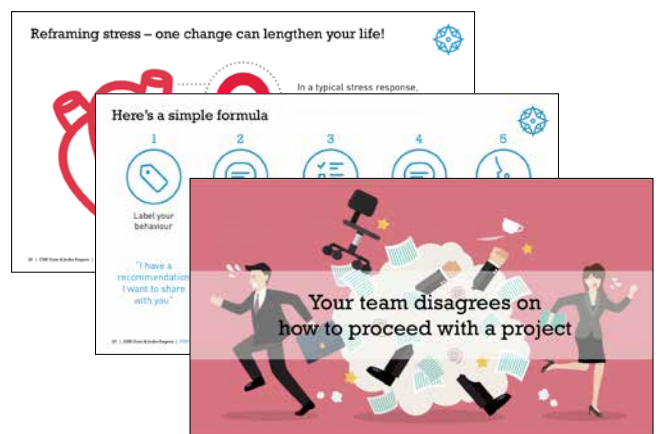 Reframing stress – one change can lengthen your life!
In a typical stress response,
Here's a simple formula
1 2 3 4 5
Label your
behaviour
"I have a
recommendation
I want to share
with you"
Your team disagrees on
how to proceed with a project